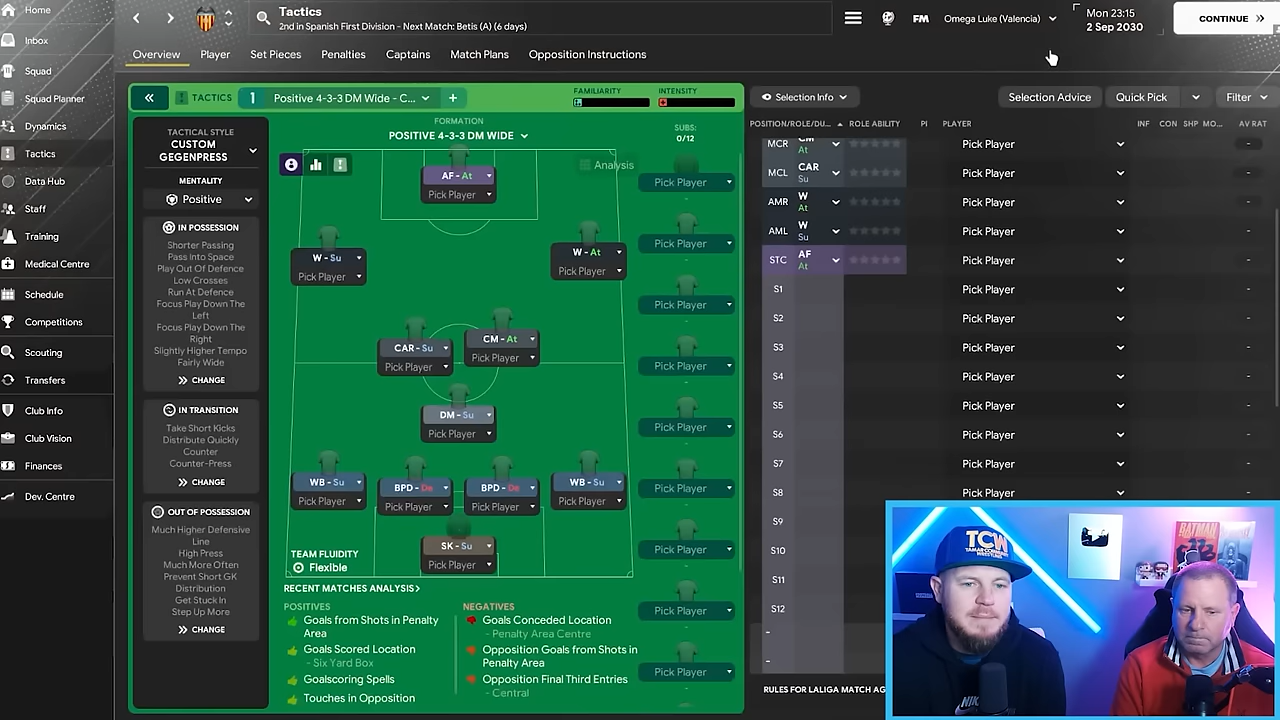 Home
Inbox
Squad
Squad Planner
Dynamics
Tactics
Data Hub
Staff
Training
Medical Centre
Schedule
Competitions
Scouting
Transfers
Club Info
Club Vision
Finances
Dev. Centre
Tactics
2nd in Spanish First Division - Next Match: Betis (A) (6 days)
FM
Omega Luke (Valencia)
Mon 23:15
2 Sep 2030
CONTINUE
Overview
Player
Set Pieces
Penalties
Captains
Match Plans
Opposition Instructions
TACTICS
1
Positive 4-3-3 DM Wide - C...
FAMILIARITY
INTENSITY
TACTICAL STYLE
CUSTOM
GEGENPRESS
MENTALITY
Positive
IN POSSESSION
Shorter Passing
Pass Into Space
Play Out Of Defence
Low Crosses
Run At Defence
Focus Play Down The
Left
Focus Play Down The
Right
Slightly Higher Tempo
Fairly Wide
CHANGE
IN TRANSITION
Take Short Kicks
Distribute Quickly
Counter
Counter-Press
CHANGE
OUT OF POSSESSION
Much Higher Defensive
Line
High Press
Much More Often
Prevent Short GK
Distribution
Get Stuck In
Step Up More
CHANGE
FORMATION
POSITIVE 4-3-3 DM WIDE
Analysis
AF - At
Pick Player
W - Su
Pick Player
W - At
Pick Player
CAR - Su
Pick Player
CM - At
Pick Player
DM - Su
Pick Player
WB - Su
Pick Player
BPD - De
Pick Player
BPD - De
Pick Player
WB - Su
Pick Player
SK - Su
Pick Player
TEAM FLUIDITY
Flexible
SUBS:
0/12
Pick Player
Pick Player
Pick Player
Pick Player
Pick Player
Pick Player
Pick Player
Pick Player
Pick Player
RECENT MATCHES ANALYSIS
POSITIVES
Goals from Shots in Penalty
Area
Goals Scored Location
- Six Yard Box
Goalscoring Spells
Touches in Opposition
NEGATIVES
Goals Conceded Location
- Penalty Area Centre
Opposition Goals from Shots in
Penalty Area
Opposition Final Third Entries
- Central
Selection Info
Selection Advice
Quick Pick
Filter
POSITION/ROLE/DU...
ROLE ABILITY
PI
PLAYER
INF
CON
SHP
MO...
AV RAT
MCR CM At Pick Player -
MCL CAR Su Pick Player -
AMR W At Pick Player -
AML W Su Pick Player -
STC AF At Pick Player -
S1 Pick Player -
S2 Pick Player -
S3 Pick Player -
S4 Pick Player -
S5 Pick Player -
S6 Pick Player -
S7 Pick Player -
S8 Pick Player -
S9
S10
S11
S12
-
-
RULES FOR LALIGA MATCH AG
TCW
BATMAN